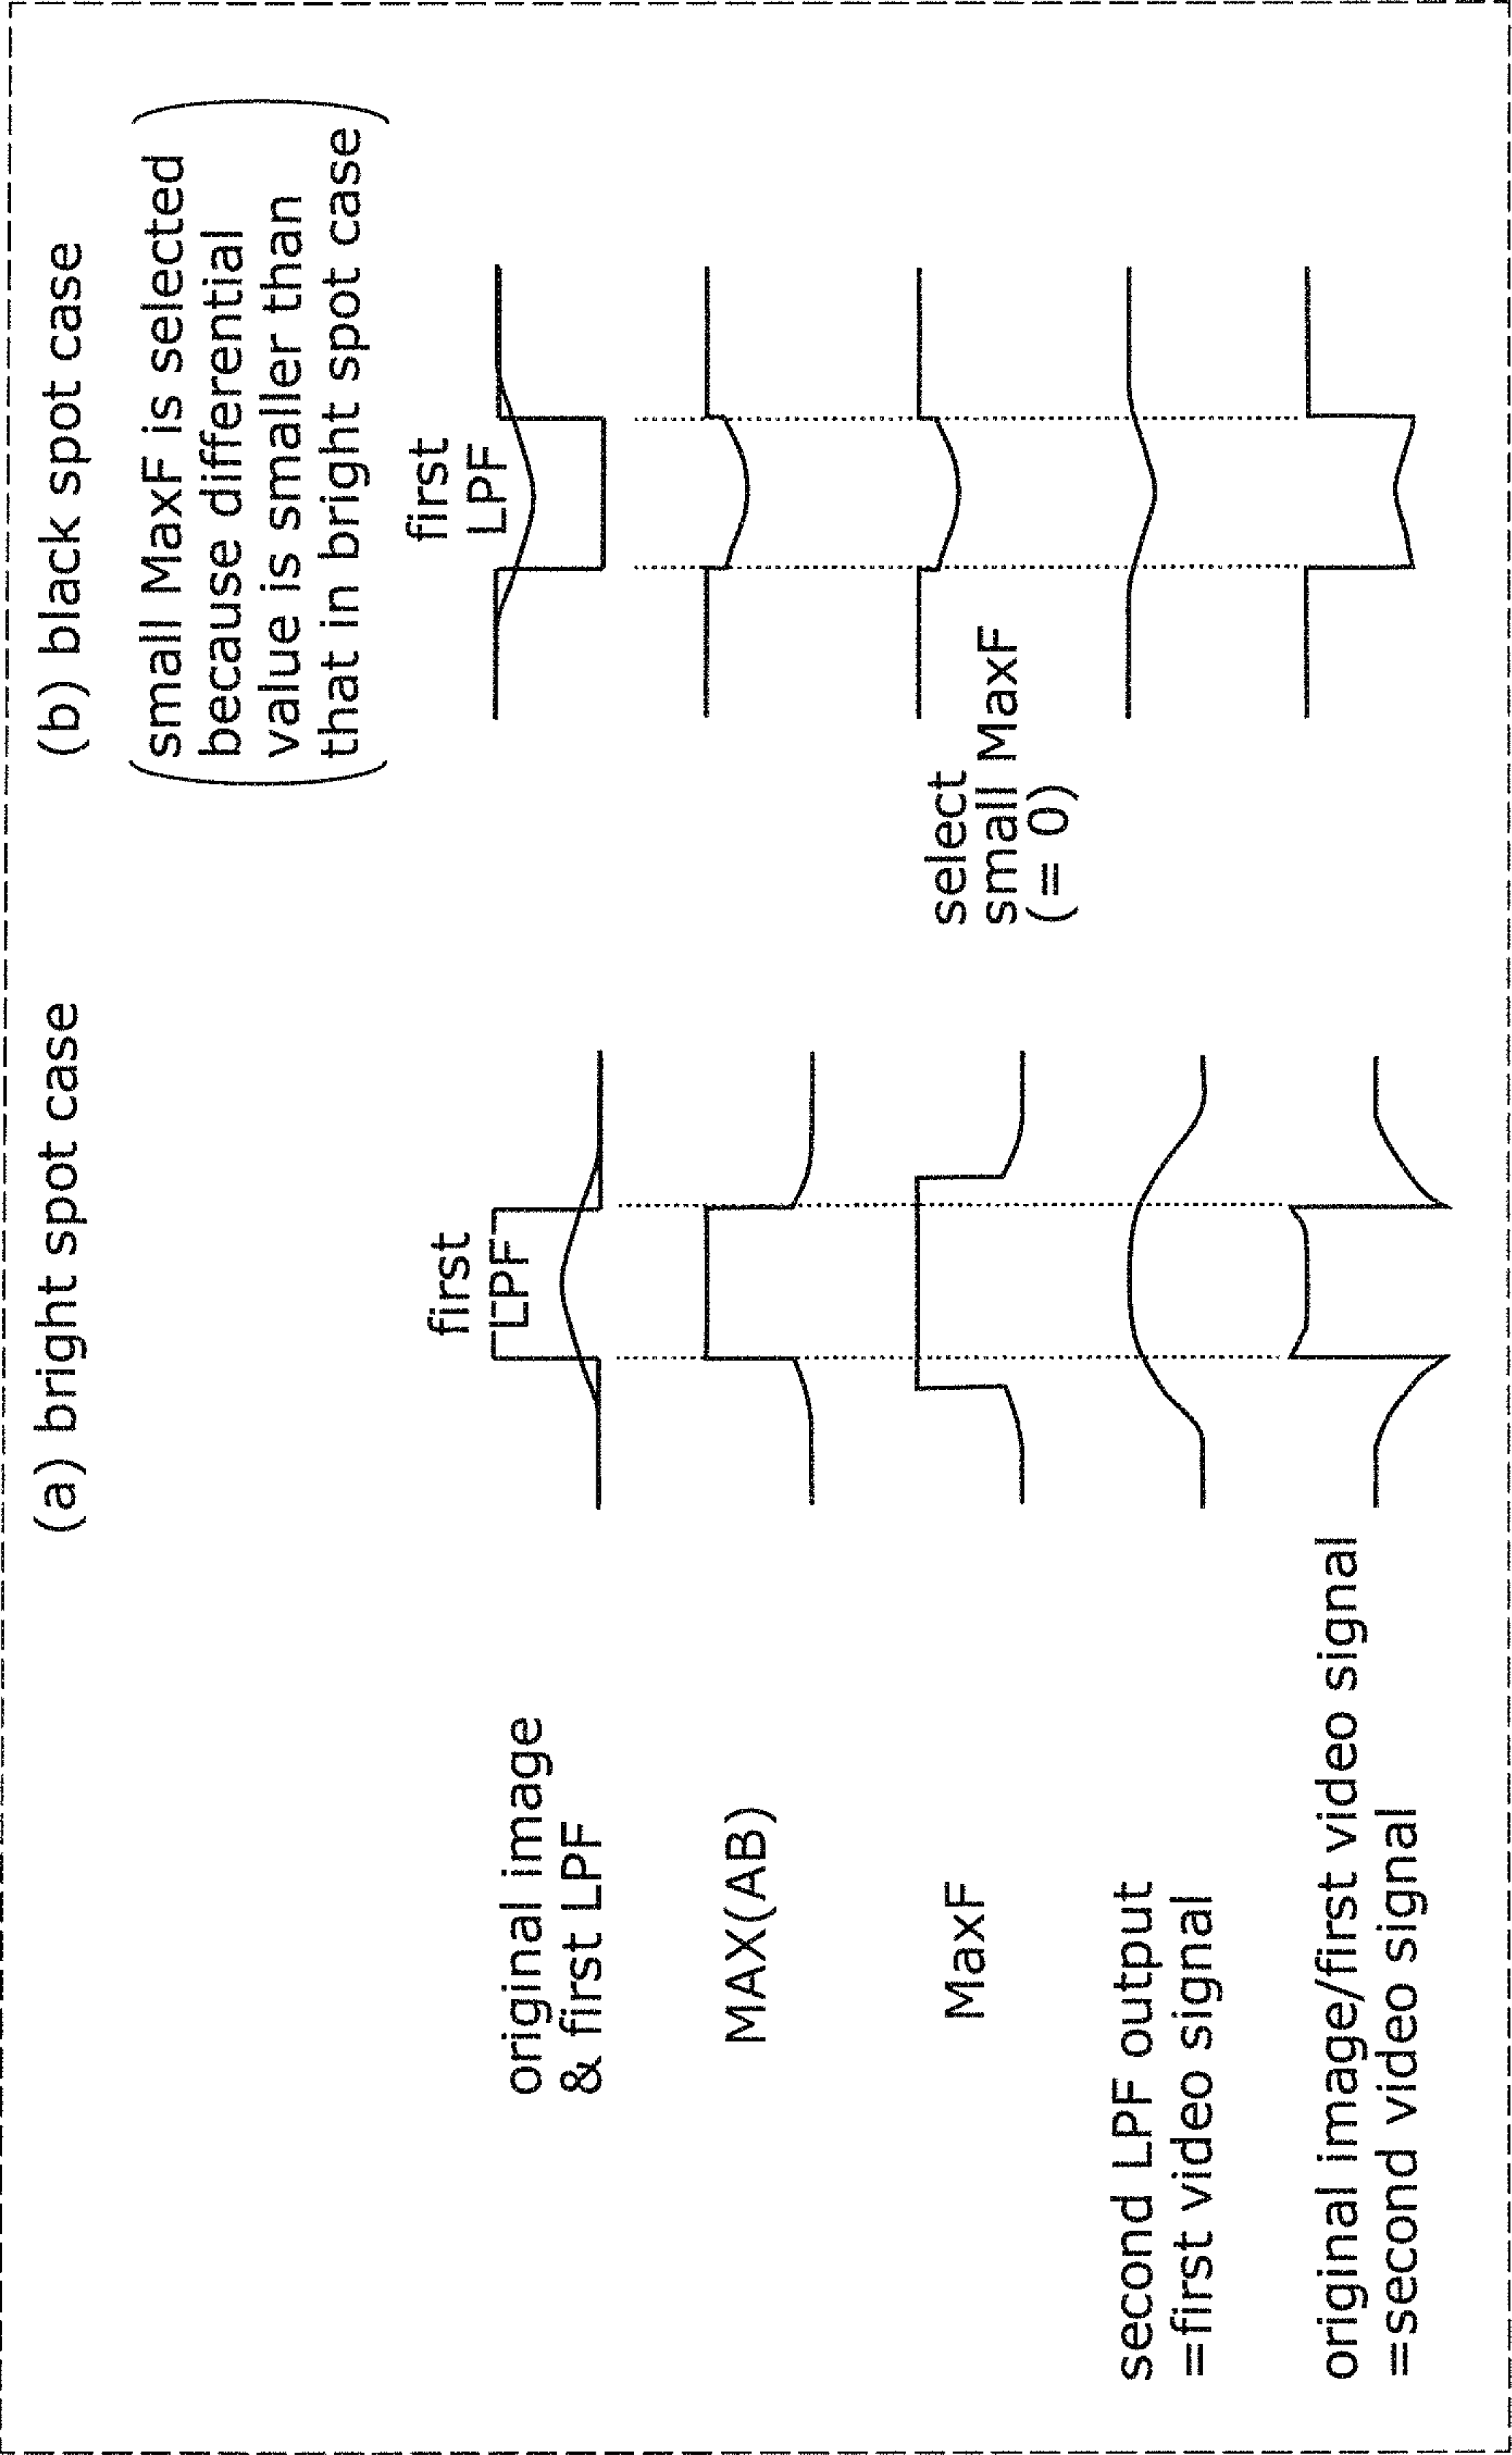 (a) bright spot case
(b) black spot case
small MaxF is selected
because differential
value is smaller than
that in bright spot case
first
LPF
first
LPF
original image
& first LPF
MAX(AB)
MaxF
select
small MaxF
(= 0)
second LPF output
=first video signal
original image/first video signal
=second video signal